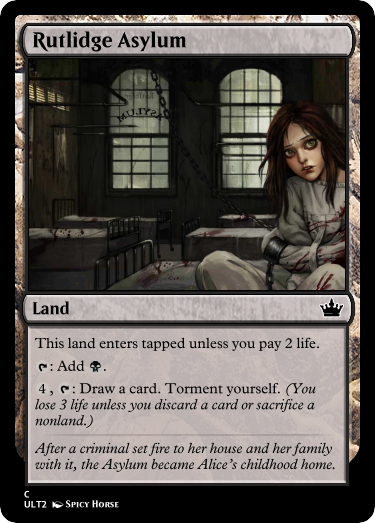 Rutlidge Asylum
Rutledge
ASYLUM
Land
This land enters tapped unless you pay 2 life.
: Add .
4 , : Draw a card. Torment yourself. (You
lose 3 life unless you discard a card or sacrifice a
nonland.)
After a criminal set fire to her house and her family
with it, the Asylum became Alice's childhood home.
C
ULT2 SPICY HORSE